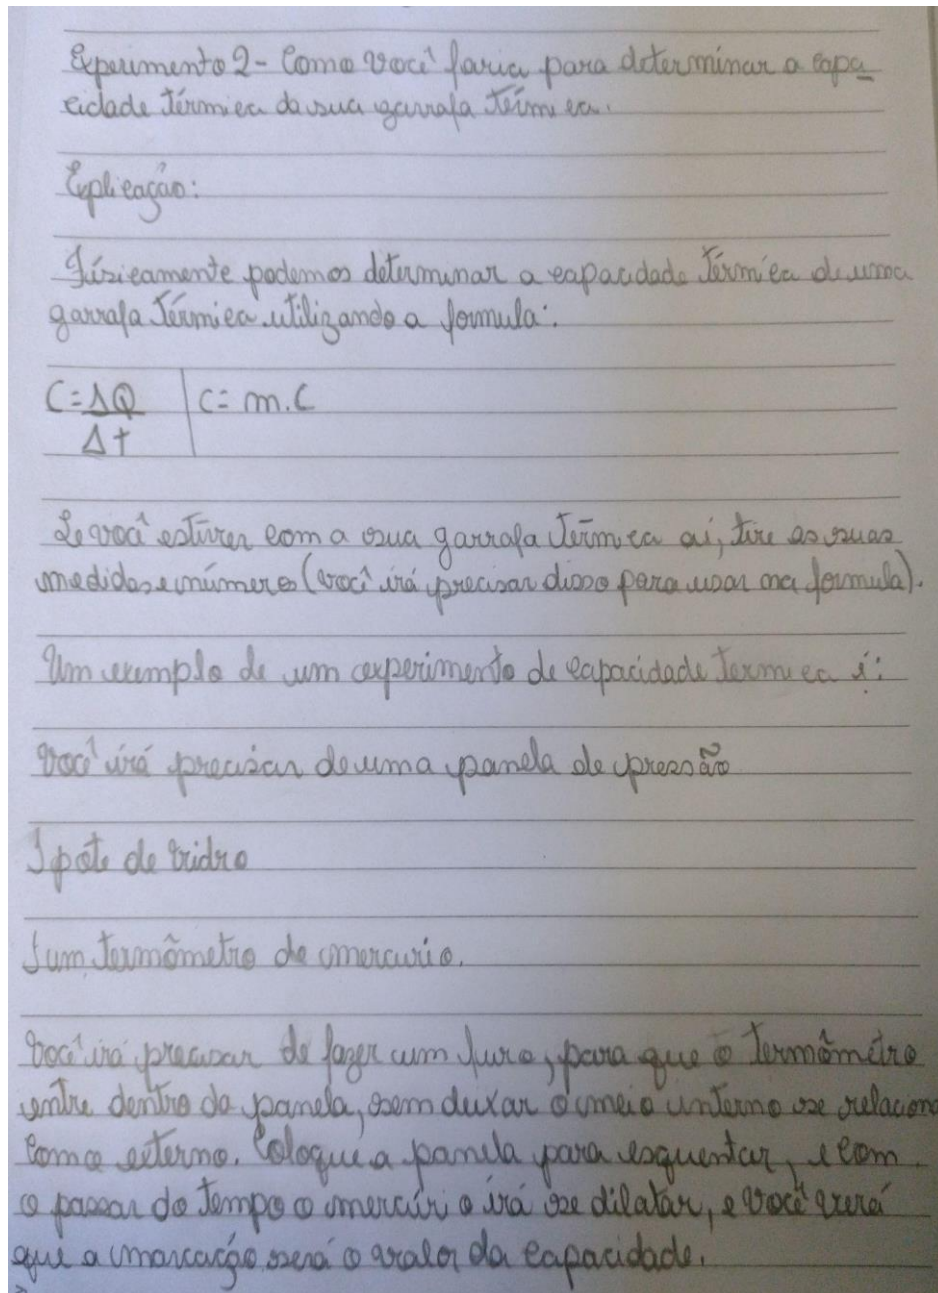 Experimento 2 - Como você faria para determinar a capa
cidade térmica da sua garrafa térmica.
Explicação:
Físicamente podemos determinar a capacidade térmica de uma
garrafa térmica utilizando a formula:
C = ΔQ | C = m.C
Δt
Se você estiver com a sua garrafa térmica aí, tire as suas
medidas e números (você irá precisar disso para usar na formula).
Um exemplo de um experimento de capacidade termica é:
Você irá precisar de uma panela de pressão
1 pote de vidro
1 um termômetro de mercurio.
Você irá precisar de fazer um furo, para que o termômetro
entre dentro da panela, sem deixar o meio interno se relacion
com o externo. Coloque a panela para esquentar, e com
o passar do tempo o mercúrio irá se dilatar, e você verá
que a marcação será o valor da capacidade.